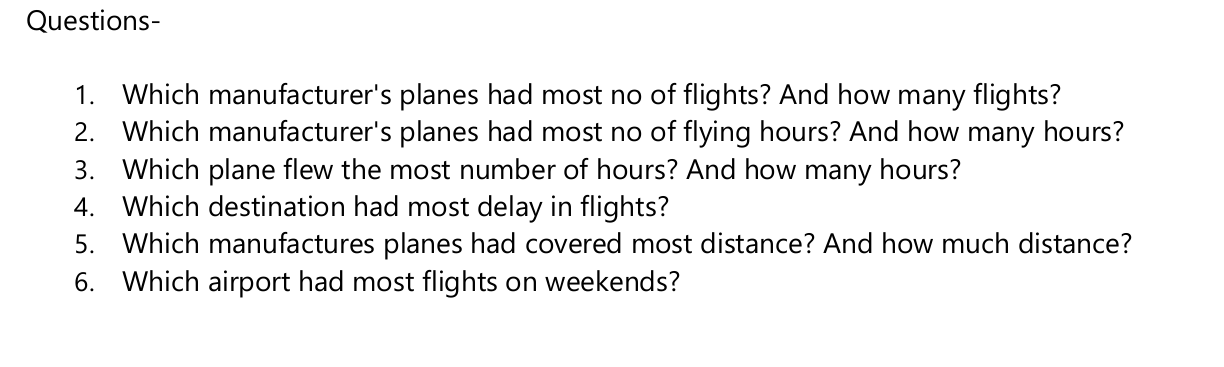 Questions-
1. Which manufacturer's planes had most no of flights? And how many flights?
2. Which manufacturer's planes had most no of flying hours? And how many hours?
3. Which plane flew the most number of hours? And how many hours?
4. Which destination had most delay in flights?
5. Which manufactures planes had covered most distance? And how much distance?
6. Which airport had most flights on weekends?